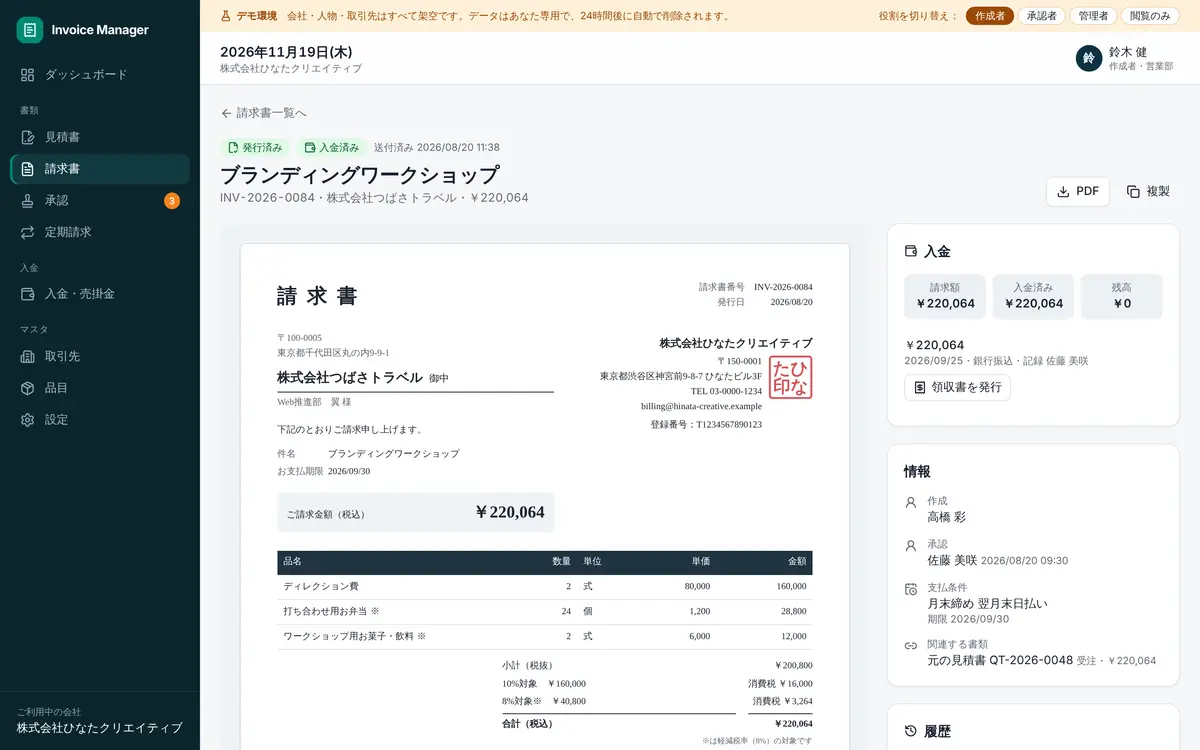 Invoice Manager
ダッシュボード
書類
見積書
請求書
承認 3
定期請求
入金
入金・売掛金
マスタ
取引先
品目
設定
ご利用中の会社
株式会社ひなたクリエイティブ
デモ環境 会社・人物・取引先はすべて架空です。データはあなた専用で、24時間後に自動で削除されます。
役割を切り替え： 作成者 承認者 管理者 閲覧のみ
2026年11月19日(木)
株式会社ひなたクリエイティブ
鈴 鈴木 健
作成者・営業部
← 請求書一覧へ
発行済み 入金済み 送付済み 2026/08/20 11:38
ブランディングワークショップ
INV-2026-0084・株式会社つばさトラベル・￥220,064
PDF 複製
請求書
請求書番号 INV-2026-0084
発行日 2026/08/20
〒100-0005
東京都千代田区丸の内9-9-1
株式会社つばさトラベル 御中
Web推進部 翼 様
株式会社ひなたクリエイティブ
〒150-0001
東京都渋谷区神宮前9-8-7 ひなたビル3F
TEL 03-0000-1234
billing@hinata-creative.example
登録番号：T1234567890123
ひな
た印
下記のとおりご請求申し上げます。
件名 ブランディングワークショップ
お支払期限 2026/09/30
ご請求金額（税込） ￥220,064
品名 数量 単位 単価 金額
ディレクション費 2 式 80,000 160,000
打ち合わせ用お弁当 ※ 24 個 1,200 28,800
ワークショップ用お菓子・飲料 ※ 2 式 6,000 12,000
小計（税抜） ￥200,800
10%対象 ￥160,000 消費税 ￥16,000
8%対象※ ￥40,800 消費税 ￥3,264
合計（税込） ￥220,064
※は軽減税率（8%）の対象です
入金
請求額 入金済み 残高
￥220,064 ￥220,064 ￥0
￥220,064
2026/09/25・銀行振込・記録 佐藤 美咲
領収書を発行
情報
作成
高橋 彩
承認
佐藤 美咲 2026/08/20 09:30
支払条件
月末締め 翌月末日払い
期限 2026/09/30
関連する書類
元の見積書 QT-2026-0048 受注・￥220,064
履歴